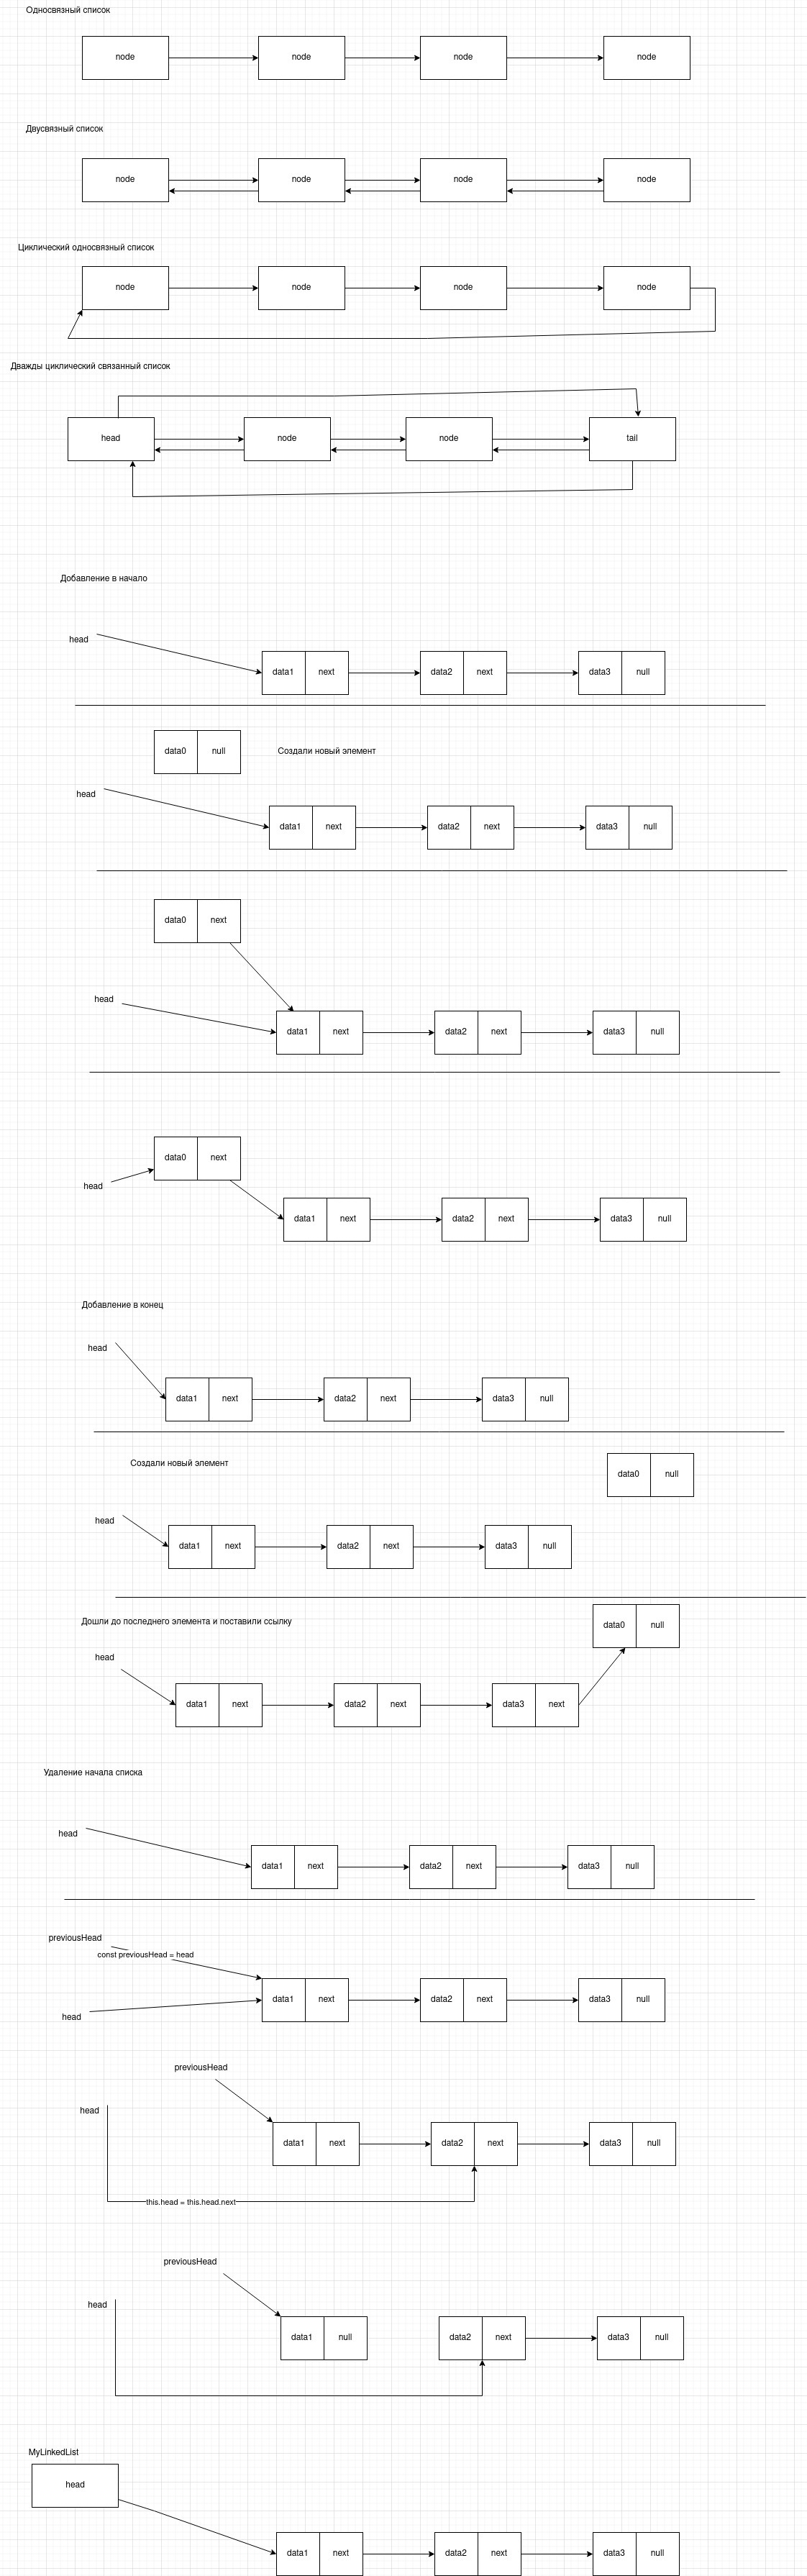 Односвязный список
node node node node
Двусвязный список
node node node node
Циклический односвязный список
node node node node
Дважды циклический связанный список
head node node tail
Добавление в начало
head
data1 next data2 next data3 null
data0 null Создали новый элемент
head
data1 next data2 next data3 null
data0 next
head
data1 next data2 next data3 null
data0 next
head
data1 next data2 next data3 null
Добавление в конец
head
data1 next data2 next data3 null
Создали новый элемент
data0 null
head
data1 next data2 next data3 null
Дошли до последнего элемента и поставили ссылку
data0 null
head
data1 next data2 next data3 next
Удаление начала списка
head
data1 next data2 next data3 null
previousHead
const previousHead = head
data1 next data2 next data3 null
head
previousHead
head
data1 next data2 next data3 null
this.head = this.head.next
previousHead
head
data1 null data2 next data3 null
MyLinkedList
head
data1 next data2 next data3 null